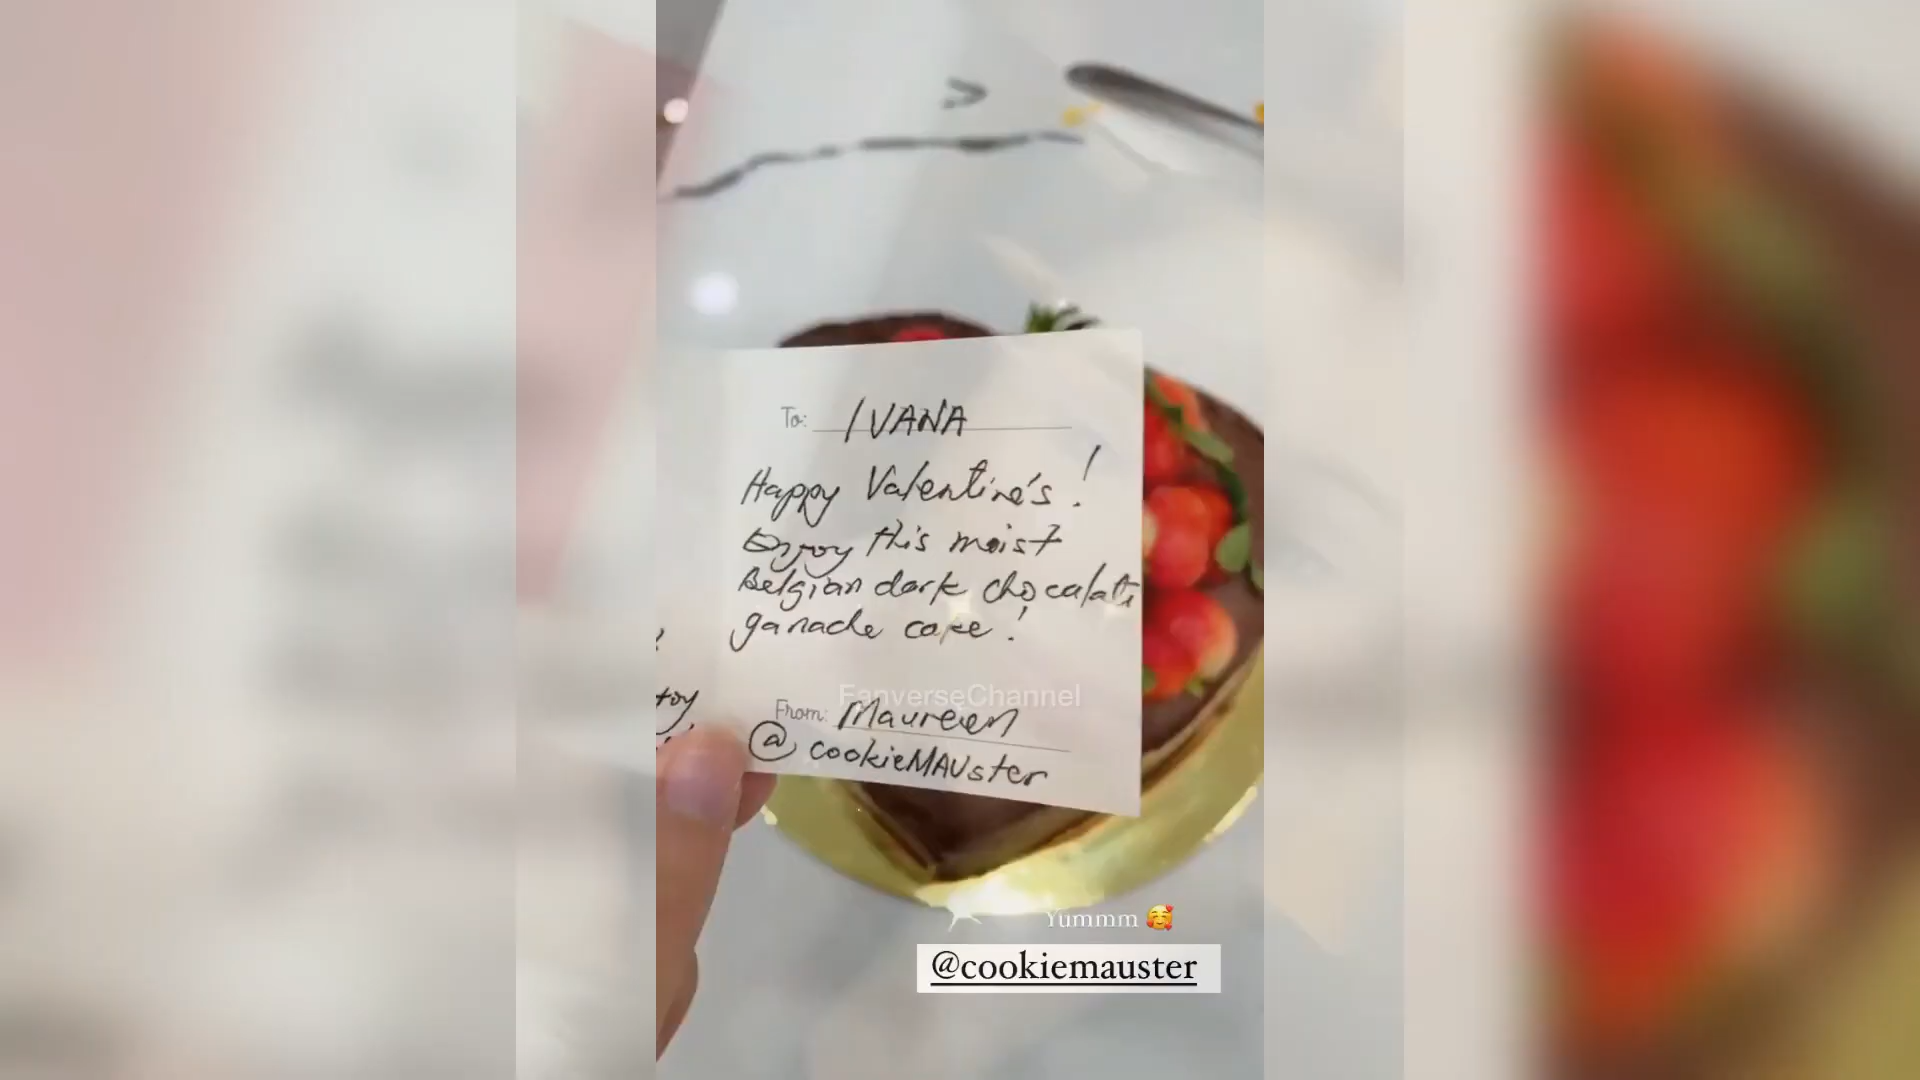 To: IVANA
Happy Valentine's!
Enjoy this moist
Belgian dark chocolate
ganache cake!
FanverseChannel
From: Maureen
@cookieMAUster
Yummm 🥰
@cookiemauster